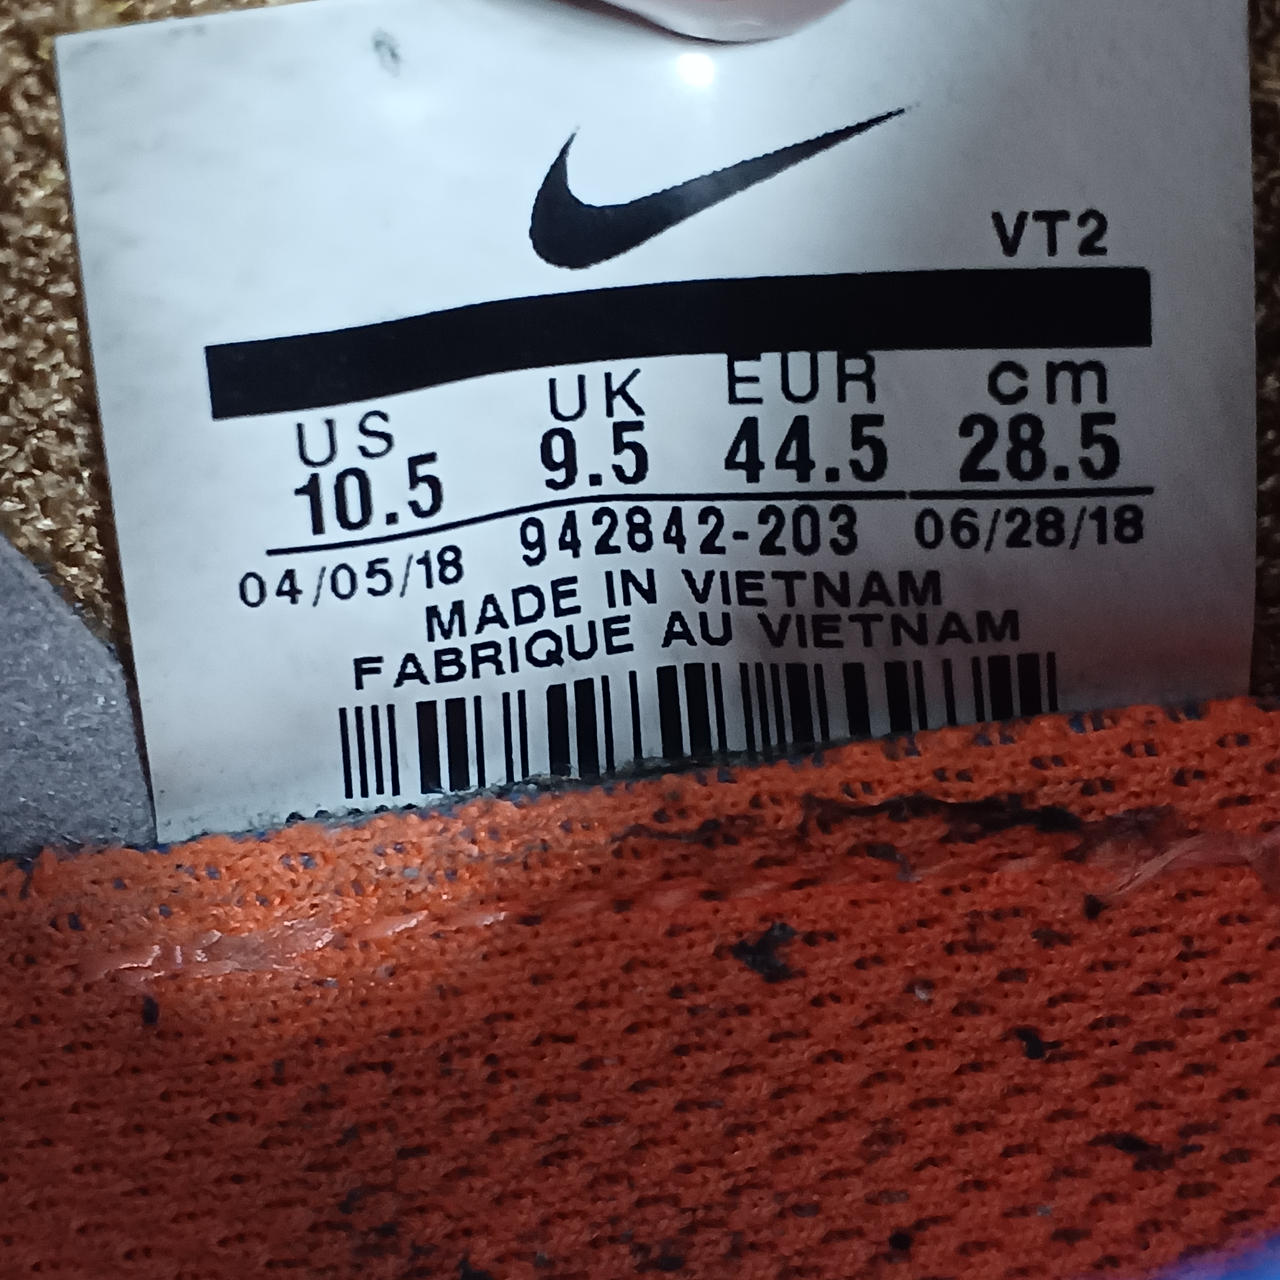 VT2
US UK EUR cm
10.5 9.5 44.5 28.5
04/05/18 942842-203 06/28/18
MADE IN VIETNAM
FABRIQUE AU VIETNAM